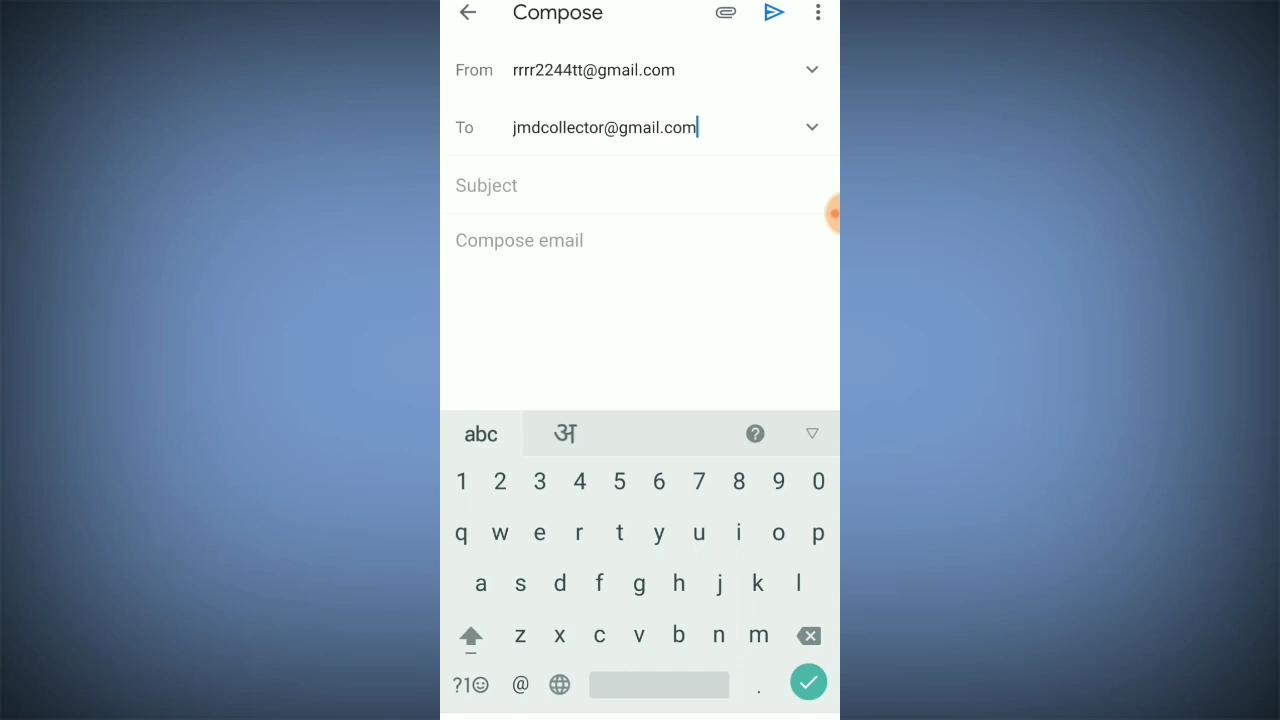 Compose
From rrrr2244tt@gmail.com
To jmdcollector@gmail.com
Subject
Compose email
abc अ ?
1 2 3 4 5 6 7 8 9 0
q w e r t y u i o p
a s d f g h j k l
z x c v b n m
?1☺ @ .